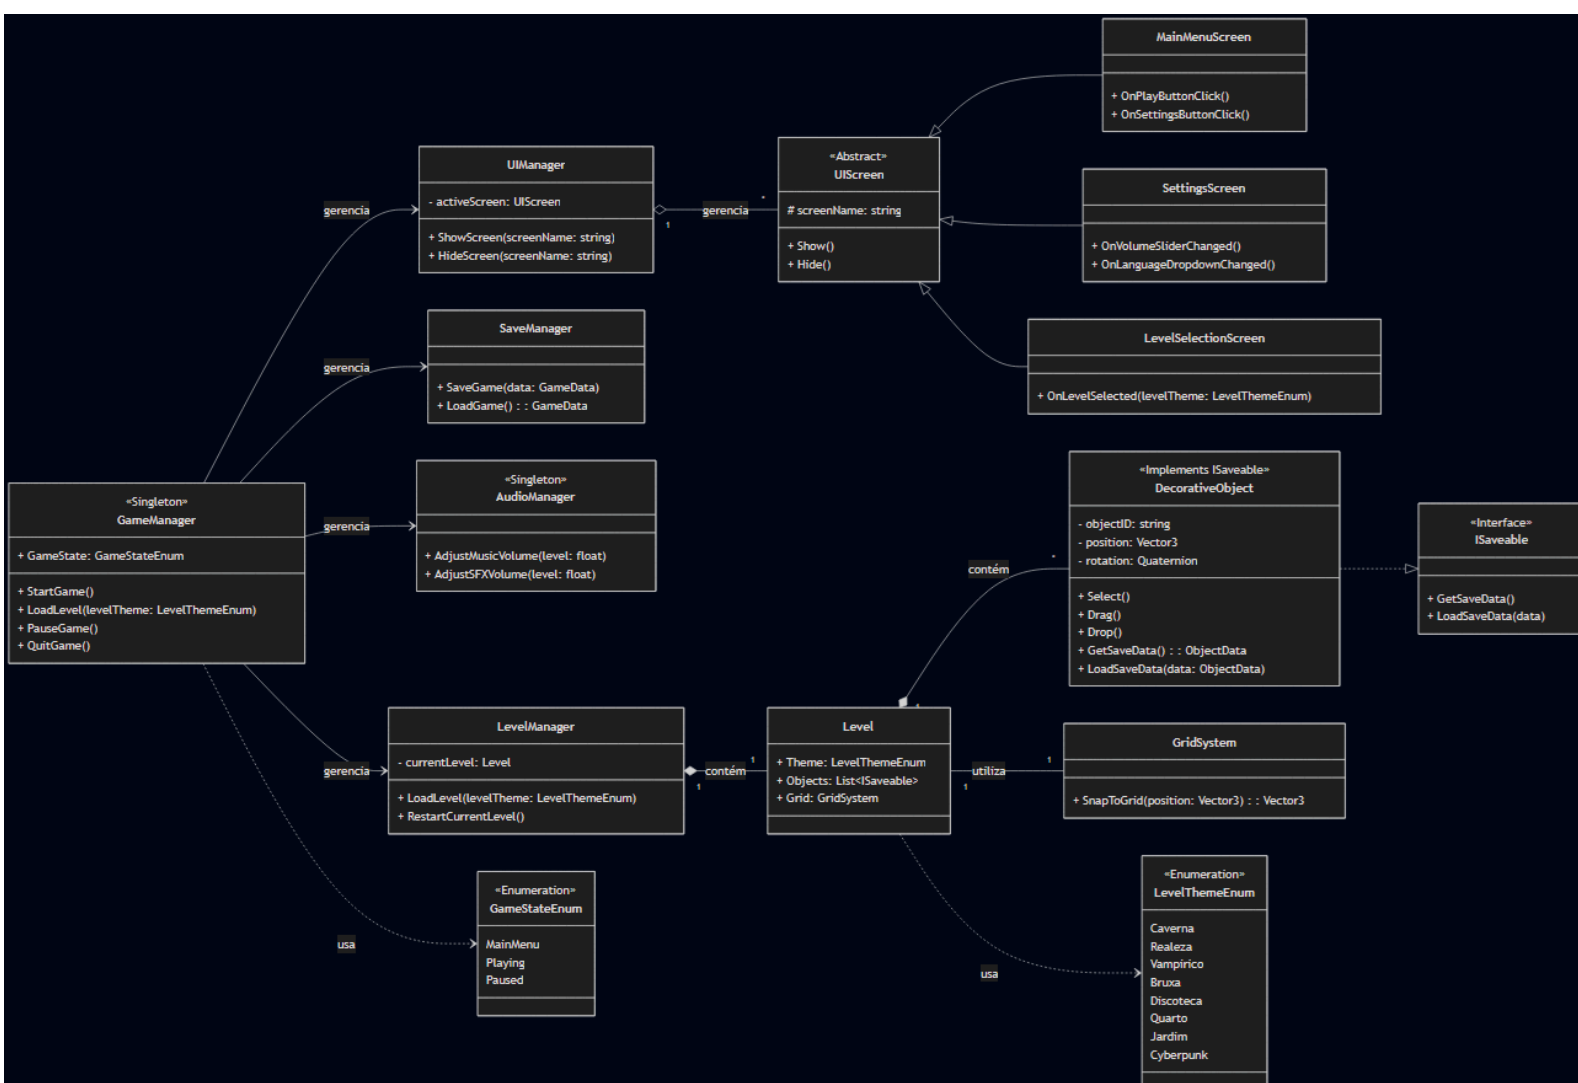 MainMenuScreen
+ OnPlayButtonClick()
+ OnSettingsButtonClick()
UIManager
- activeScreen: UIScreen
+ ShowScreen(screenName: string)
+ HideScreen(screenName: string)
gerencia
1
gerencia
*
«Abstract»
UIScreen
# screenName: string
+ Show()
+ Hide()
SettingsScreen
+ OnVolumeSliderChanged()
+ OnLanguageDropdownChanged()
SaveManager
+ SaveGame(data: GameData)
+ LoadGame() : : GameData
gerencia
LevelSelectionScreen
+ OnLevelSelected(levelTheme: LevelThemeEnum)
«Singleton»
GameManager
+ GameState: GameStateEnum
+ StartGame()
+ LoadLevel(levelTheme: LevelThemeEnum)
+ PauseGame()
+ QuitGame()
gerencia
«Singleton»
AudioManager
+ AdjustMusicVolume(level: float)
+ AdjustSFXVolume(level: float)
«Implements ISaveable»
DecorativeObject
- objectID: string
- position: Vector3
- rotation: Quaternion
+ Select()
+ Drag()
+ Drop()
+ GetSaveData() : : ObjectData
+ LoadSaveData(data: ObjectData)
«Interface»
ISaveable
+ GetSaveData()
+ LoadSaveData(data)
contém
*
1
gerencia
LevelManager
- currentLevel: Level
+ LoadLevel(levelTheme: LevelThemeEnum)
+ RestartCurrentLevel()
1
contém
1
Level
+ Theme: LevelThemeEnum
+ Objects: List<ISaveable>
+ Grid: GridSystem
1
utiliza
1
GridSystem
+ SnapToGrid(position: Vector3) : : Vector3
usa
«Enumeration»
GameStateEnum
MainMenu
Playing
Paused
usa
«Enumeration»
LevelThemeEnum
Caverna
Realeza
Vampirico
Bruxa
Discoteca
Quarto
Jardim
Cyberpunk